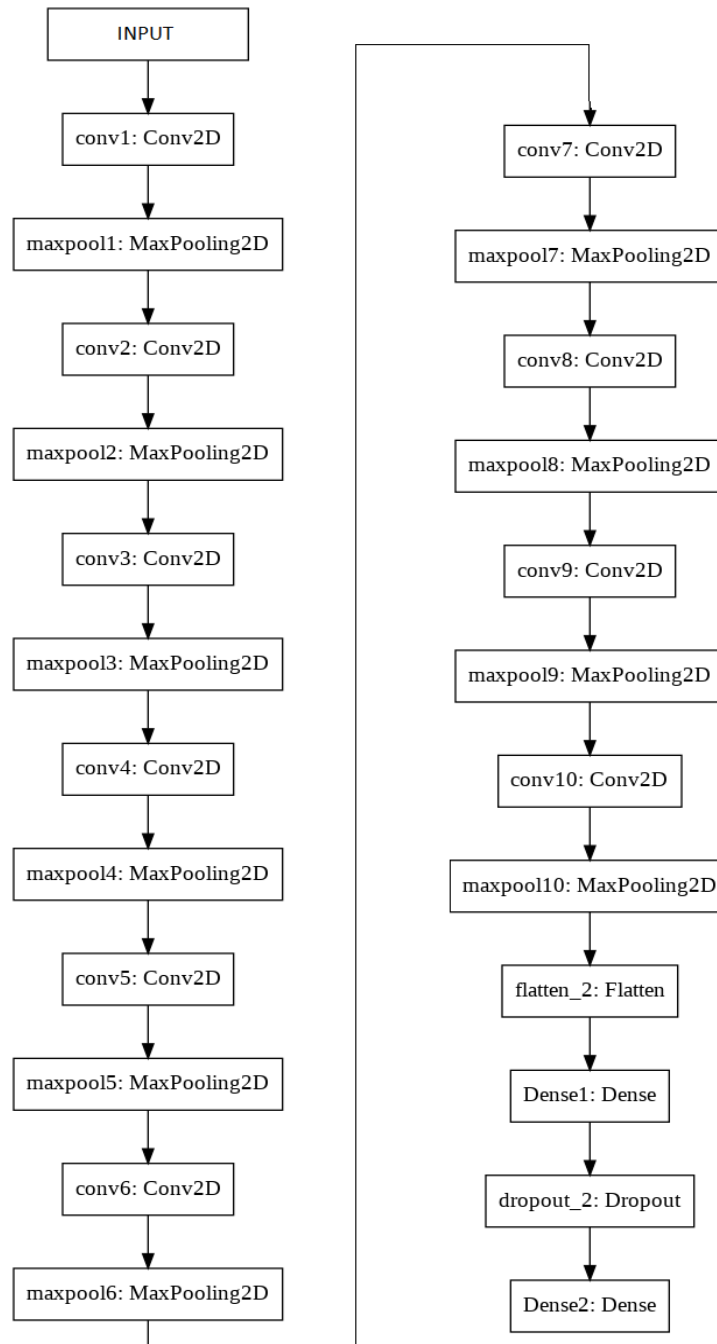 INPUT
conv1: Conv2D
maxpool1: MaxPooling2D
conv2: Conv2D
maxpool2: MaxPooling2D
conv3: Conv2D
maxpool3: MaxPooling2D
conv4: Conv2D
maxpool4: MaxPooling2D
conv5: Conv2D
maxpool5: MaxPooling2D
conv6: Conv2D
maxpool6: MaxPooling2D
conv7: Conv2D
maxpool7: MaxPooling2D
conv8: Conv2D
maxpool8: MaxPooling2D
conv9: Conv2D
maxpool9: MaxPooling2D
conv10: Conv2D
maxpool10: MaxPooling2D
flatten_2: Flatten
Dense1: Dense
dropout_2: Dropout
Dense2: Dense